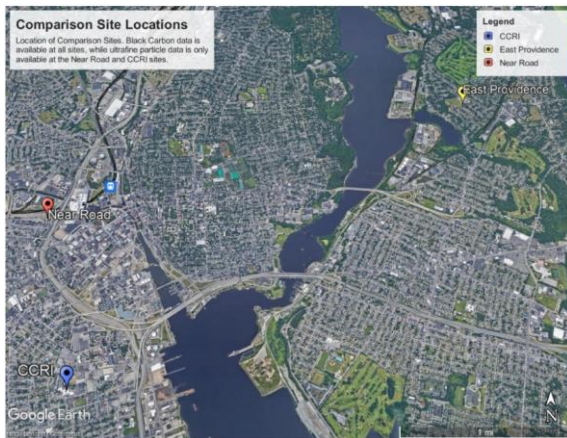 Comparison Site Locations
Location of Comparison Sites. Black Carbon data is
available at all sites, while ultrafine particle data is only
available at the Near Road and CCRI sites.
Legend
CCRI
East Providence
Near Road
East Providence
Near Road
CCRI
Google Earth
1 mi
N